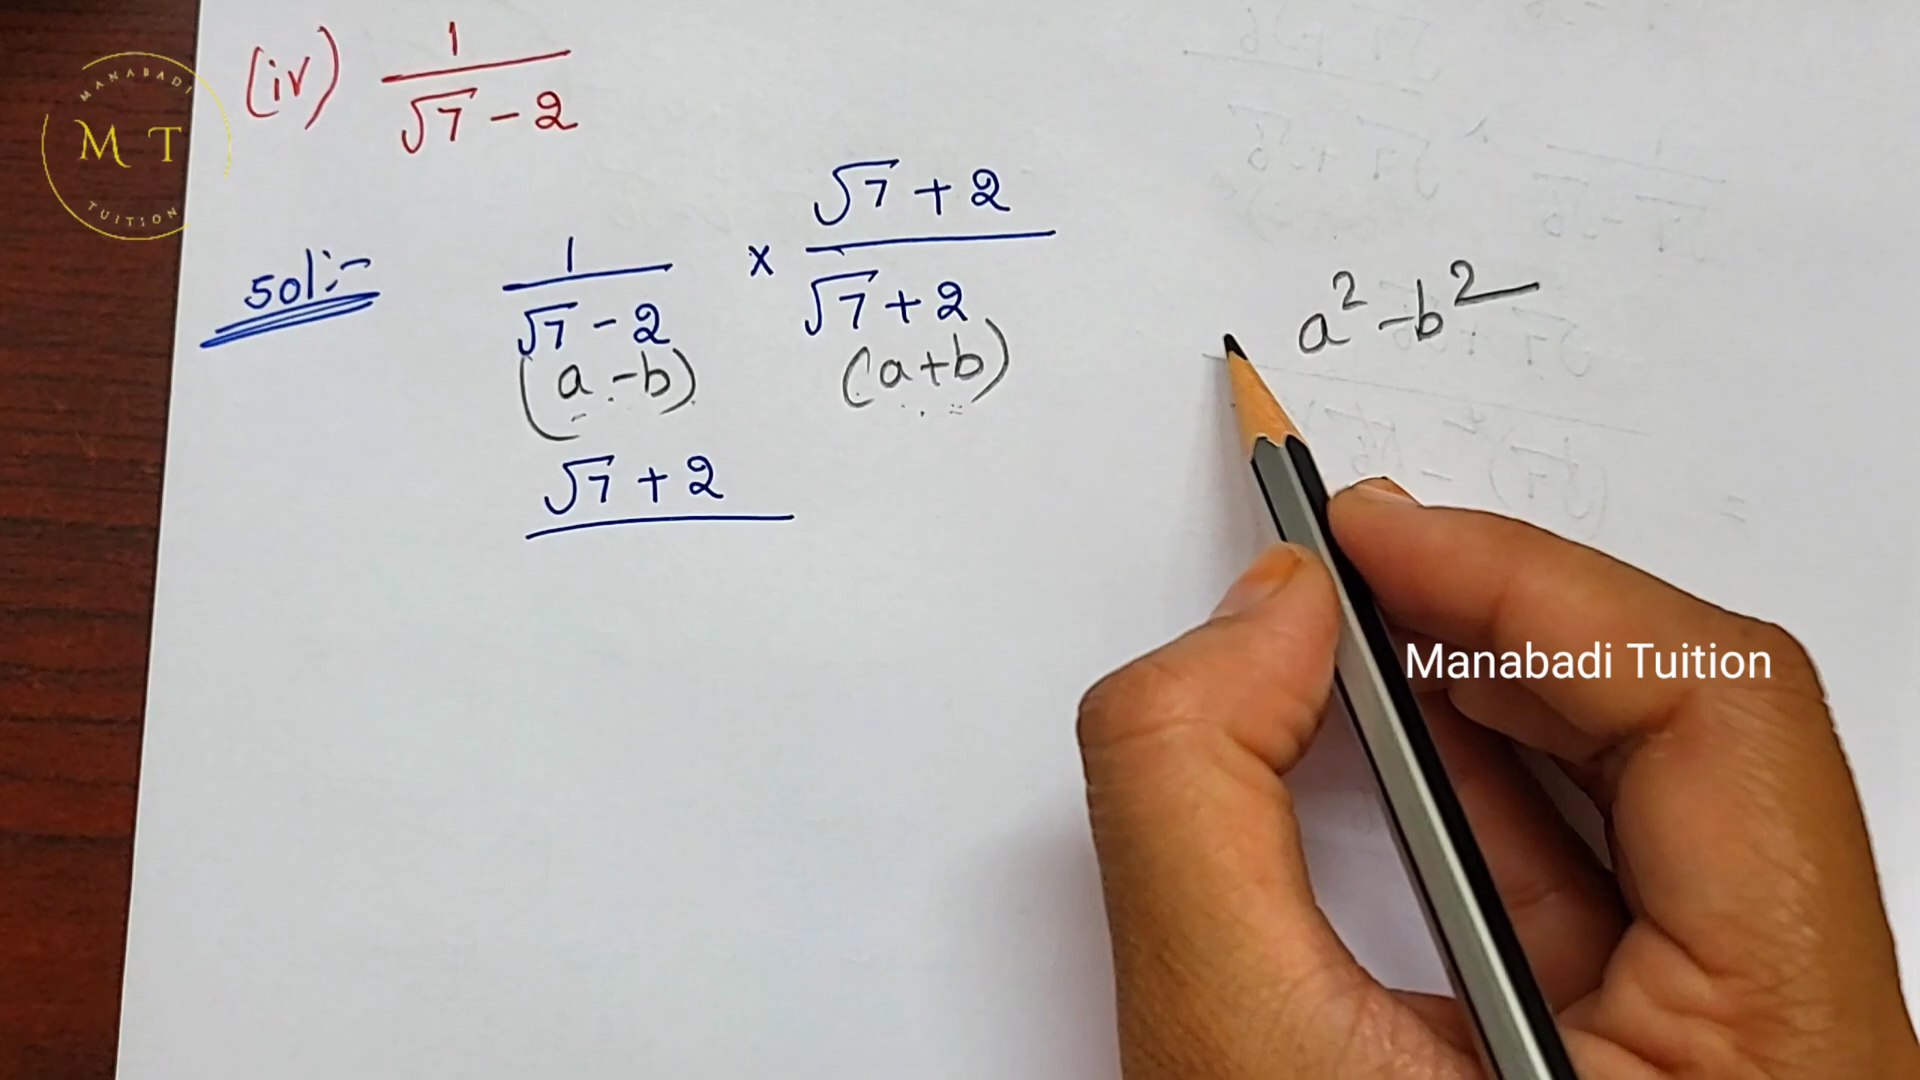 (iv) 1 / √7 - 2
MANABADI
M T
TUITION
Sol:- 1 / √7 - 2 × √7 + 2 / √7 + 2
(a - b) (a+b) a² - b²
√7 + 2
Manabadi Tuition